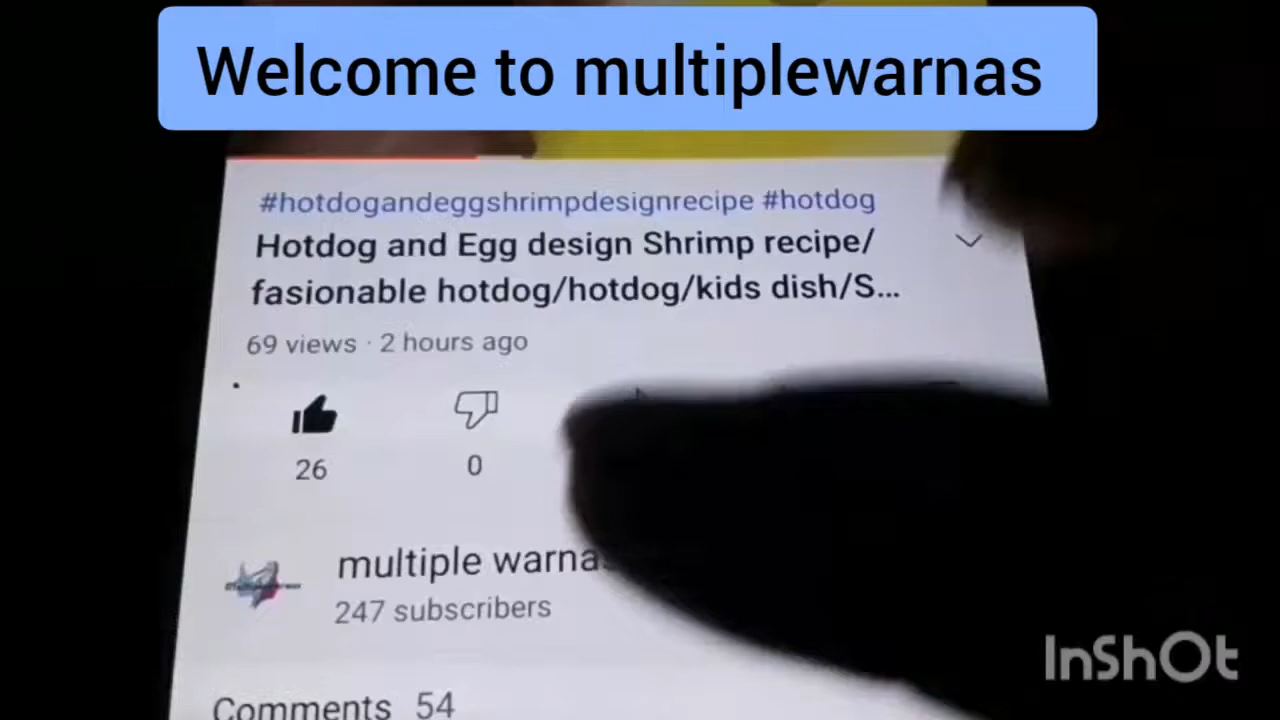 Welcome to multiplewarnas
#hotdogandeggshrimpdesignrecipe #hotdog
Hotdog and Egg design Shrimp recipe/
fasionable hotdog/hotdog/kids dish/S...
69 views · 2 hours ago
26
0
multiple warnas
247 subscribers
Comments 54
InShOt